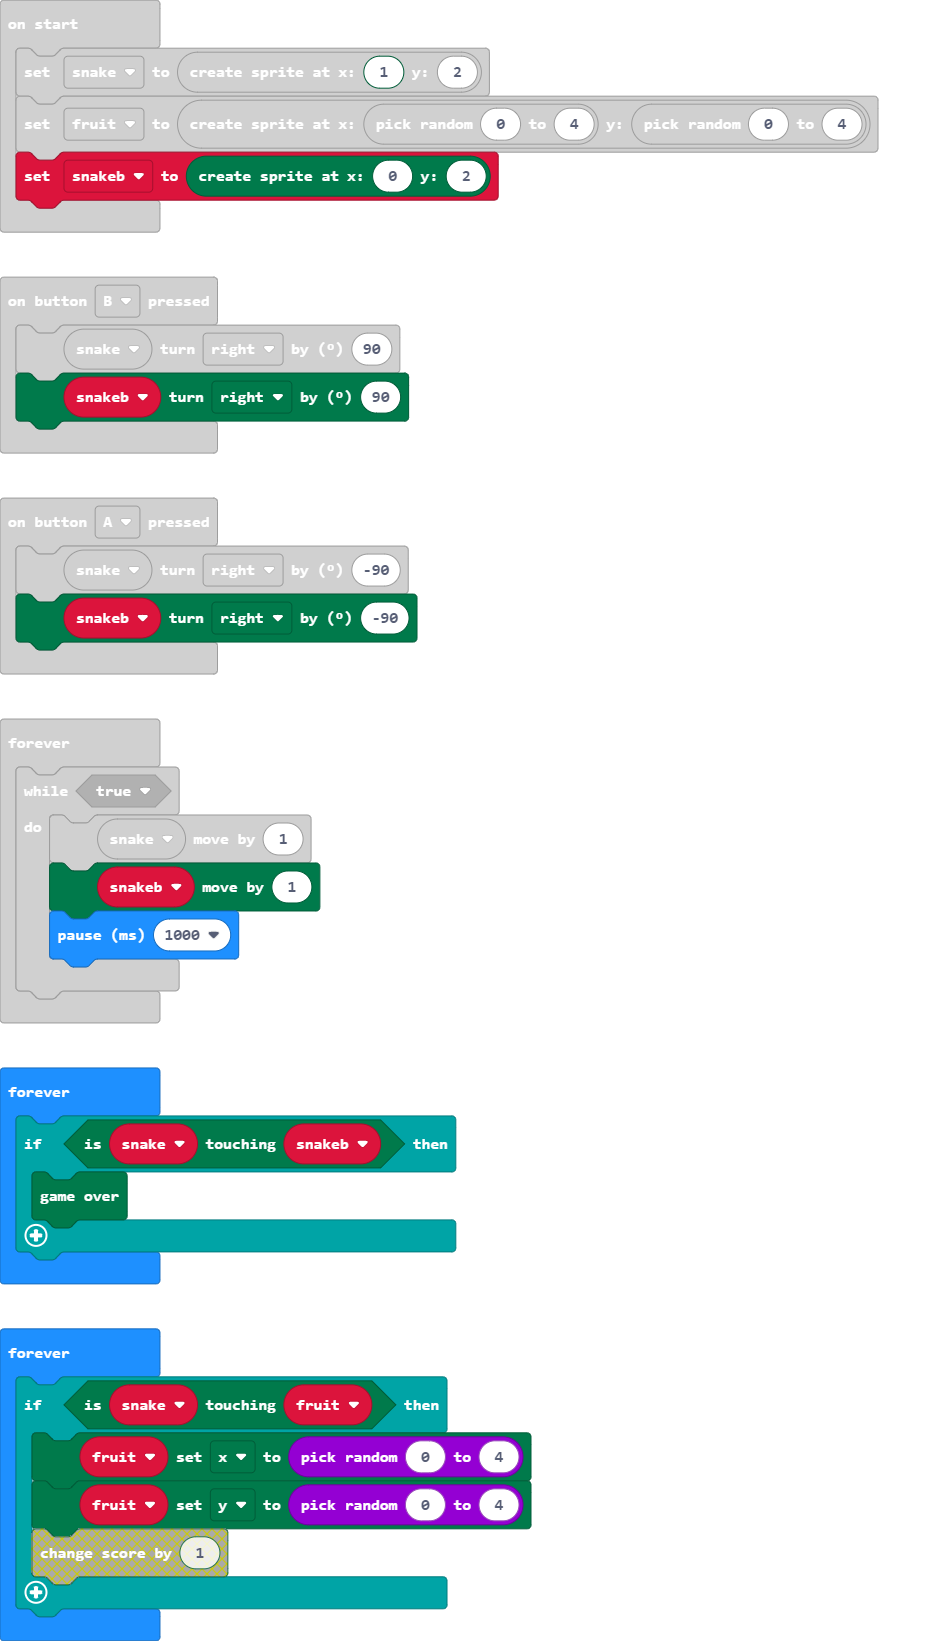 on start
set snake to create sprite at x: 1 y: 2
set fruit to create sprite at x: pick random 0 to 4 y: pick random 0 to 4
set snakeb to create sprite at x: 0 y: 2
on button B pressed
snake turn right by (º) 90
snakeb turn right by (º) 90
on button A pressed
snake turn right by (º) -90
snakeb turn right by (º) -90
forever
while true
do
snake move by 1
snakeb move by 1
pause (ms) 1000
forever
if is snake touching snakeb then
game over
forever
if is snake touching fruit then
fruit set x to pick random 0 to 4
fruit set y to pick random 0 to 4
change score by 1